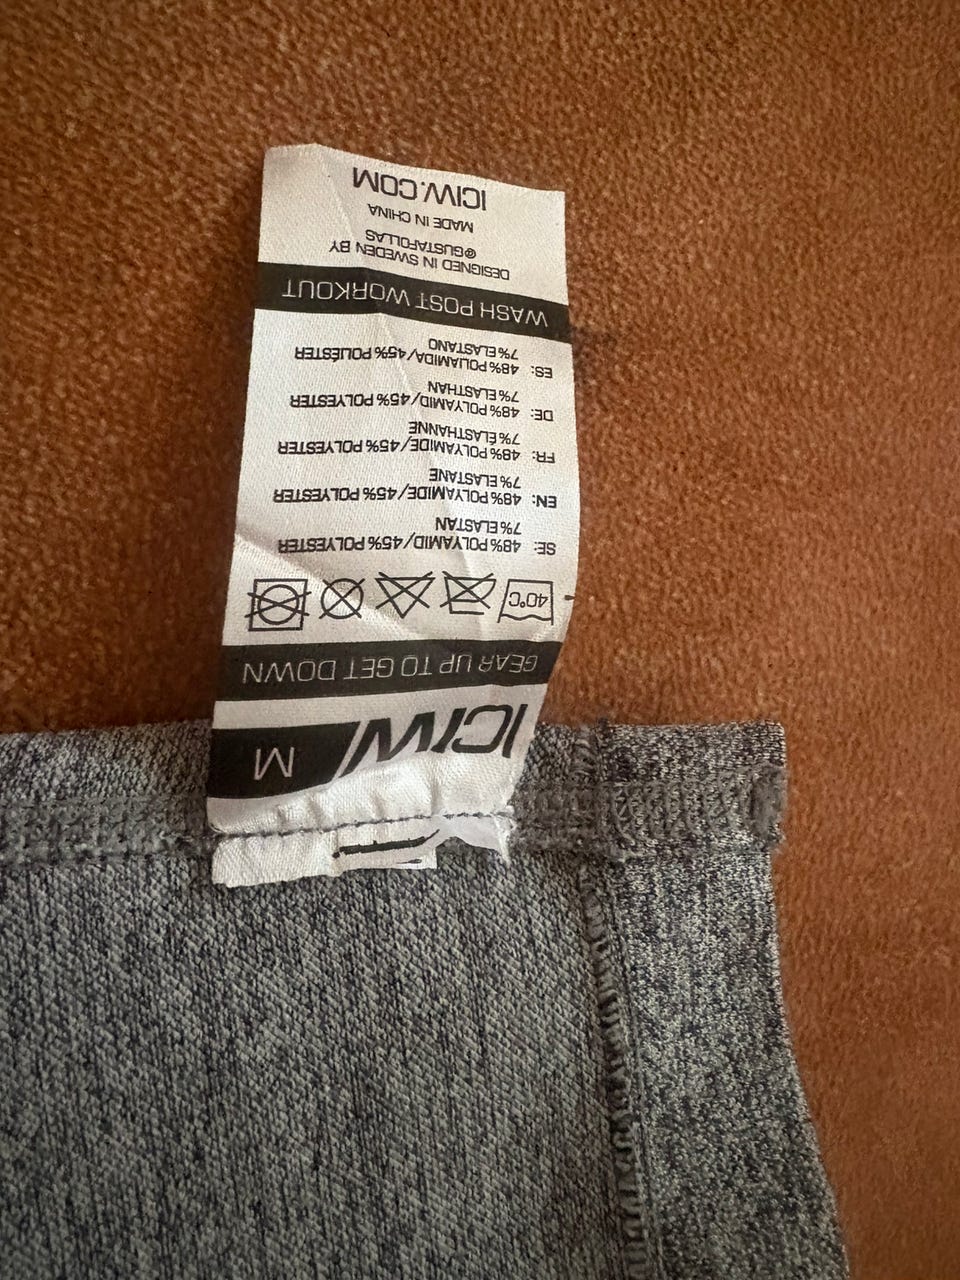 M ICIW
GEAR UP TO GET DOWN
40°C
SE: 48% POLYAMID/45% POLYESTER
7% ELASTAN
EN: 48% POLYAMIDE/45% POLYESTER
7% ELASTANE
FR: 48% POLYAMIDE/45% POLYESTER
7% ÉLASTHANNE
DE: 48% POLYAMID/45% POLYESTER
7% ELASTHAN
ES: 48% POLIAMIDA/45% POLIÉSTER
7% ELASTANO
WASH POST WORKOUT
DESIGNED IN SWEDEN BY
@GUSTAFOLLAS
MADE IN CHINA
ICIW.COM